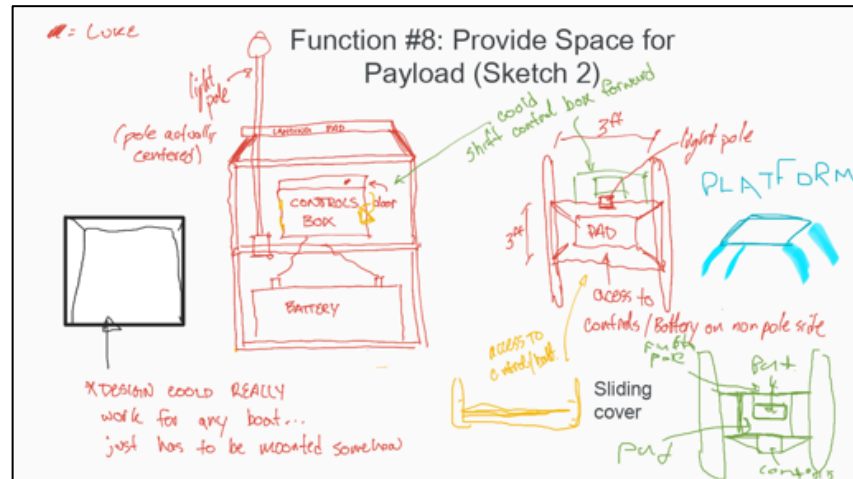 = LUKE
Function #8: Provide Space for
Payload (Sketch 2)
light
pole
(pole actually
centered)
LANDING PAD
CONTROLS
BOX
door
BATTERY
could
shift control box forward
3ft
light pole
3ft
PAD
PLATFORM
acess to
controls/Battery on non pole side
access to
control/batt.
Sliding
cover
*DESIGN COULD REALLY
work for any boat...
just has to be mounted somehow
pole